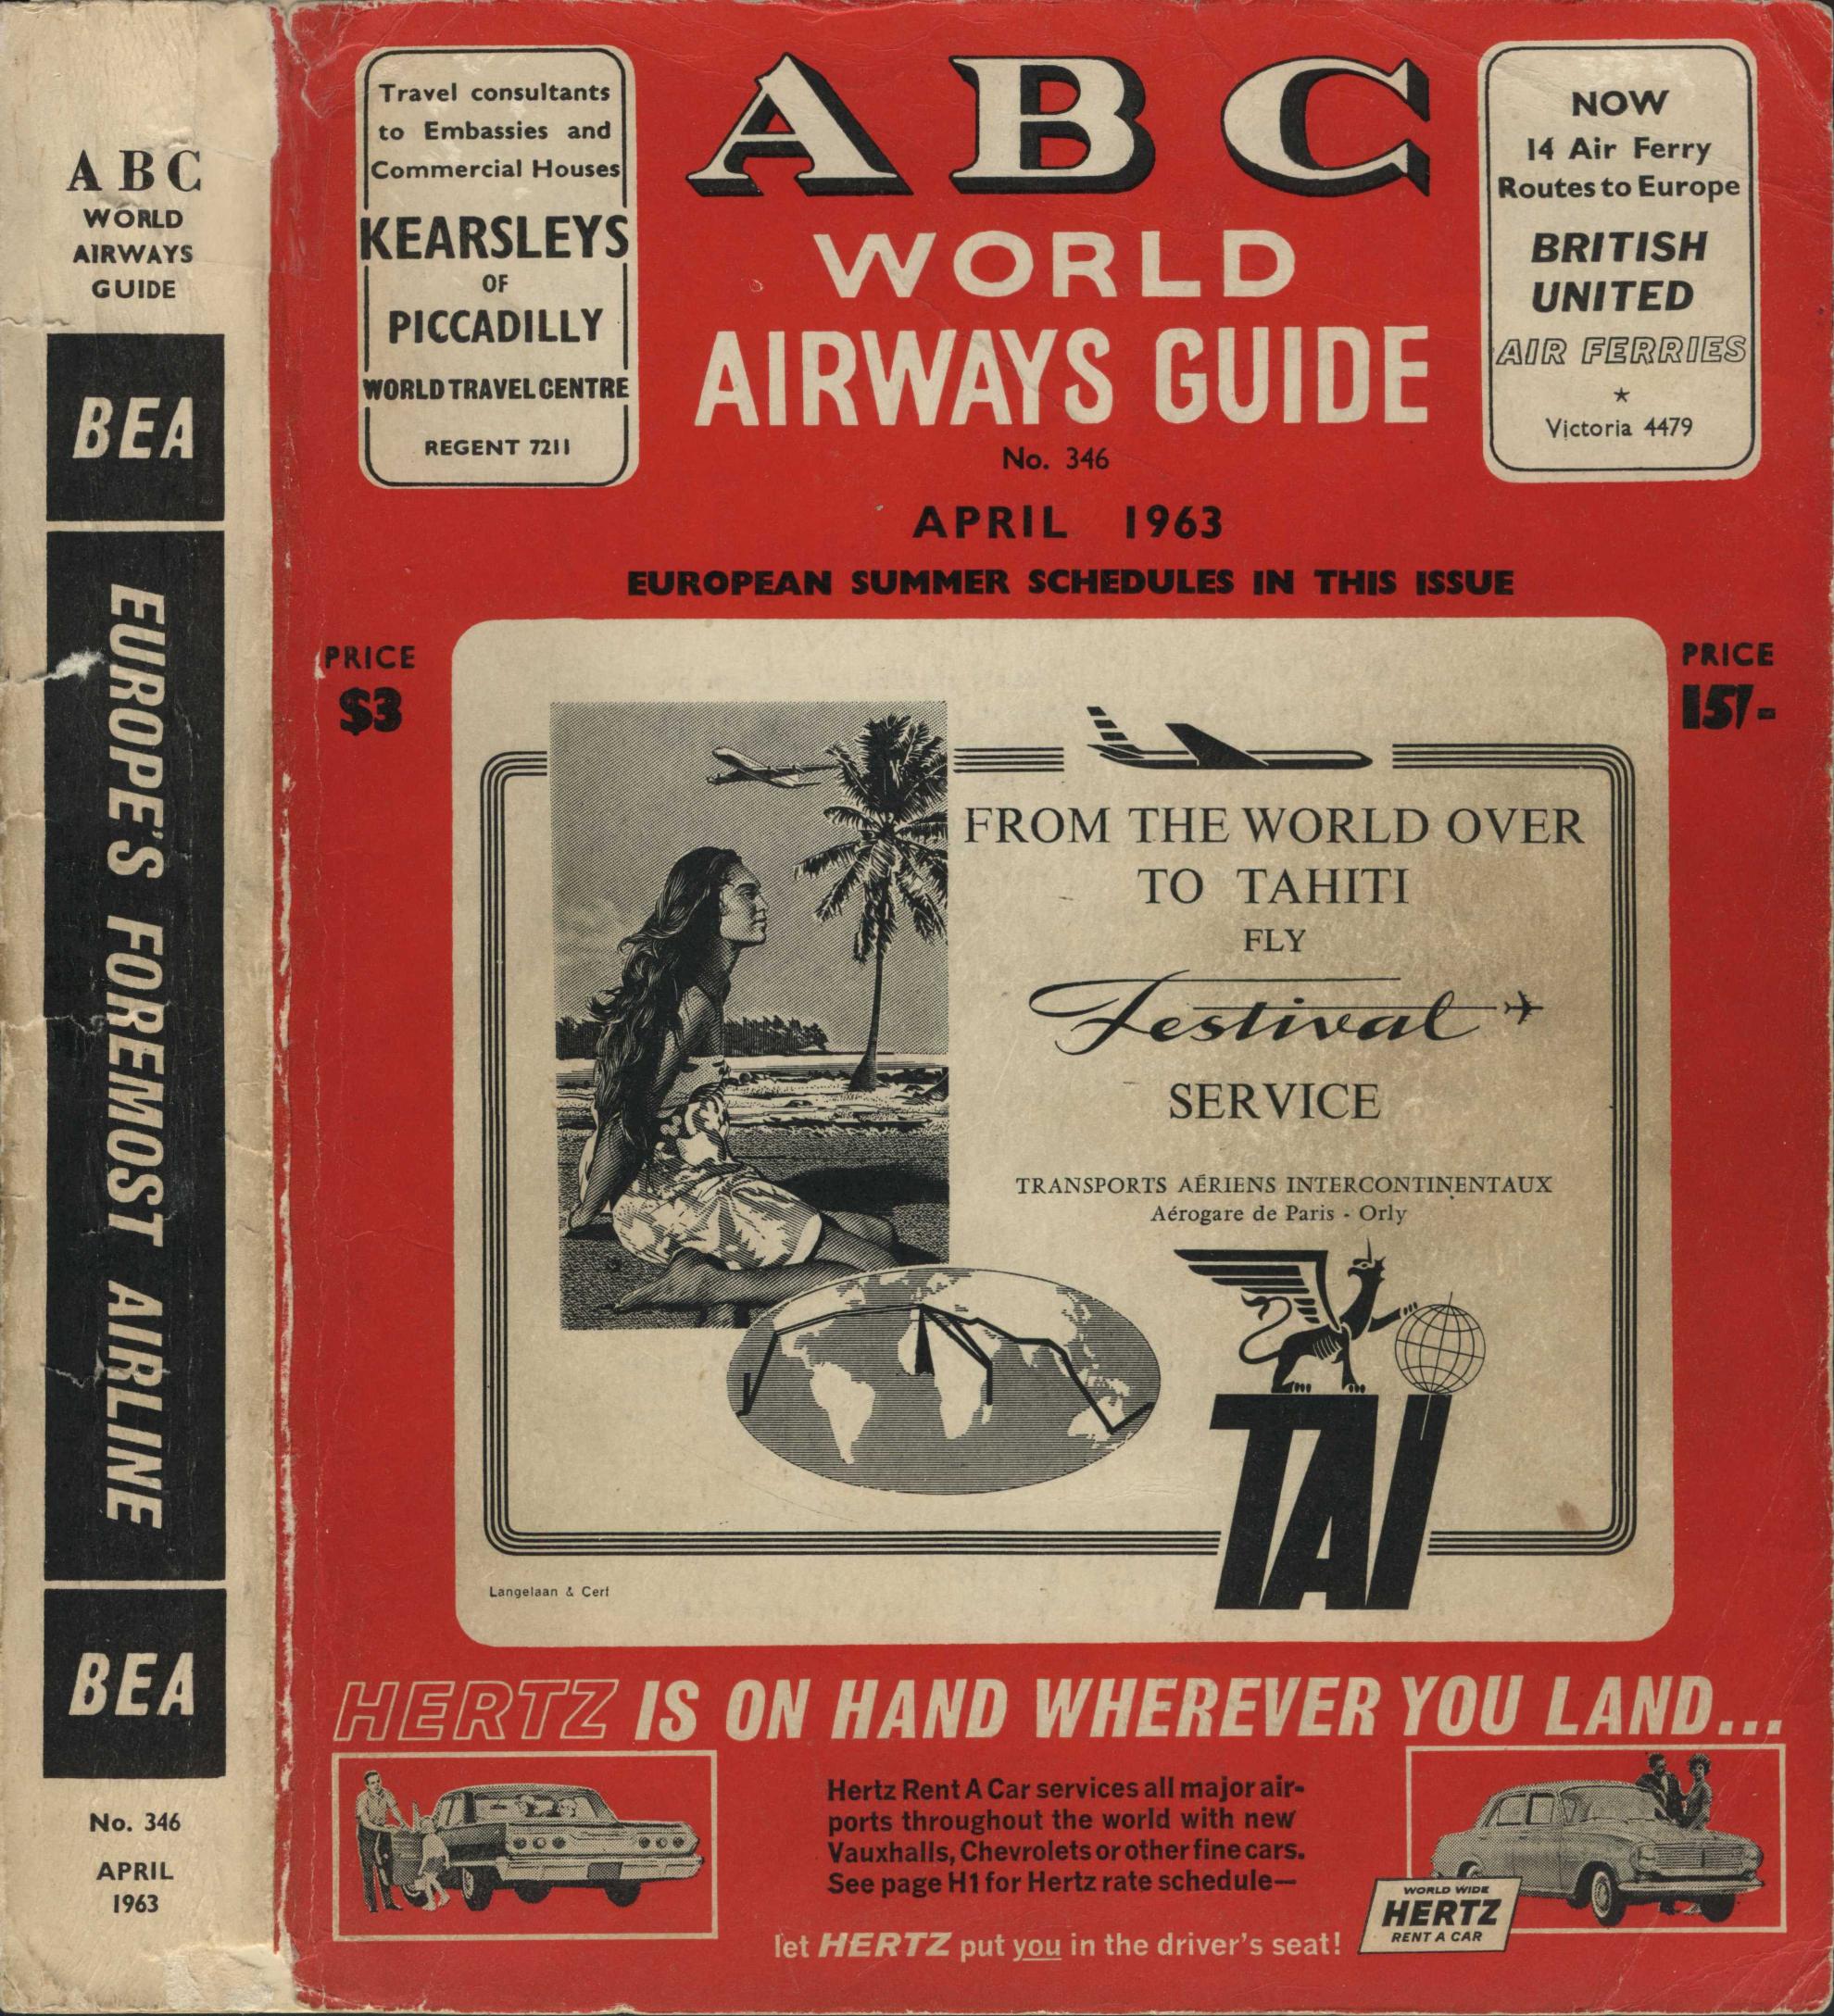 ABC
WORLD
AIRWAYS
GUIDE
BEA
EUROPE'S FOREMOST AIRLINE
BEA
No. 346
APRIL
1963
Travel consultants
to Embassies and
Commercial Houses
KEARSLEYS
OF
PICCADILLY
WORLD TRAVEL CENTRE
REGENT 7211
ABC
WORLD
AIRWAYS GUIDE
No. 346
APRIL 1963
EUROPEAN SUMMER SCHEDULES IN THIS ISSUE
NOW
14 Air Ferry
Routes to Europe
BRITISH
UNITED
AIR FERRIES
★
Victoria 4479
PRICE
$3
PRICE
15/-
FROM THE WORLD OVER
TO TAHITI
FLY
Festival
SERVICE
TRANSPORTS AÉRIENS INTERCONTINENTAUX
Aérogare de Paris - Orly
TAI
Langelaan & Cerf
HERTZ IS ON HAND WHEREVER YOU LAND...
Hertz Rent A Car services all major air-
ports throughout the world with new
Vauxhalls, Chevrolets or other fine cars.
See page H1 for Hertz rate schedule—
let HERTZ put you in the driver's seat!
WORLD WIDE
HERTZ
RENT A CAR